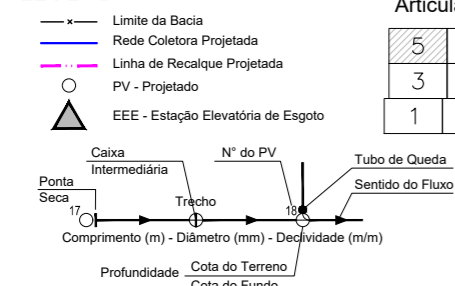 Limite da Bacia
Rede Coletora Projetada
Linha de Recalque Projetada
PV - Projetado
EEE - Estação Elevatória de Esgoto
5
3
1
Caixa
Intermediária
N° do PV
Tubo de Queda
Ponta
Seca
Sentido do Fluxo
17
Trecho
18
Comprimento (m) - Diâmetro (mm) - Declividade (m/m)
Profundidade
Cota do Terreno
Cota do Fundo